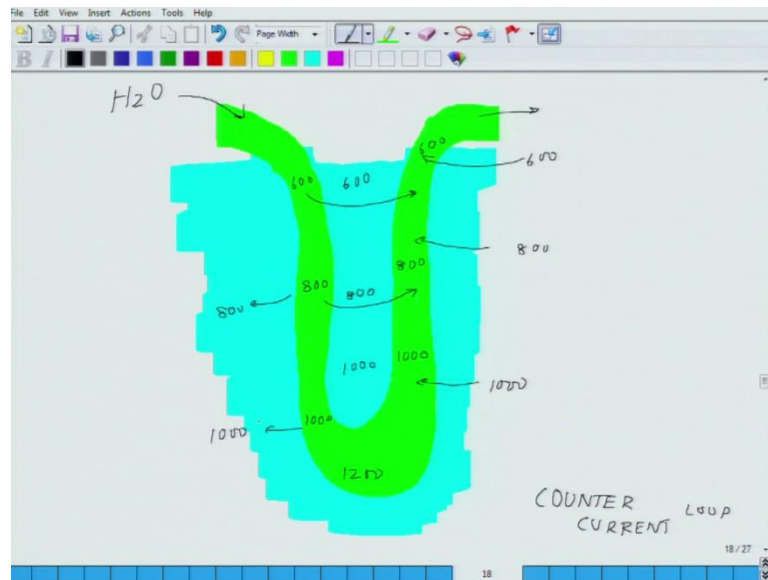 File Edit View Insert Actions Tools Help
Page Width
B I
H2O
600
600
600
600
800
800
800
800
800
1000
1000
1000
1000
1000
1200
COUNTER
CURRENT LOOP
18 / 27
18